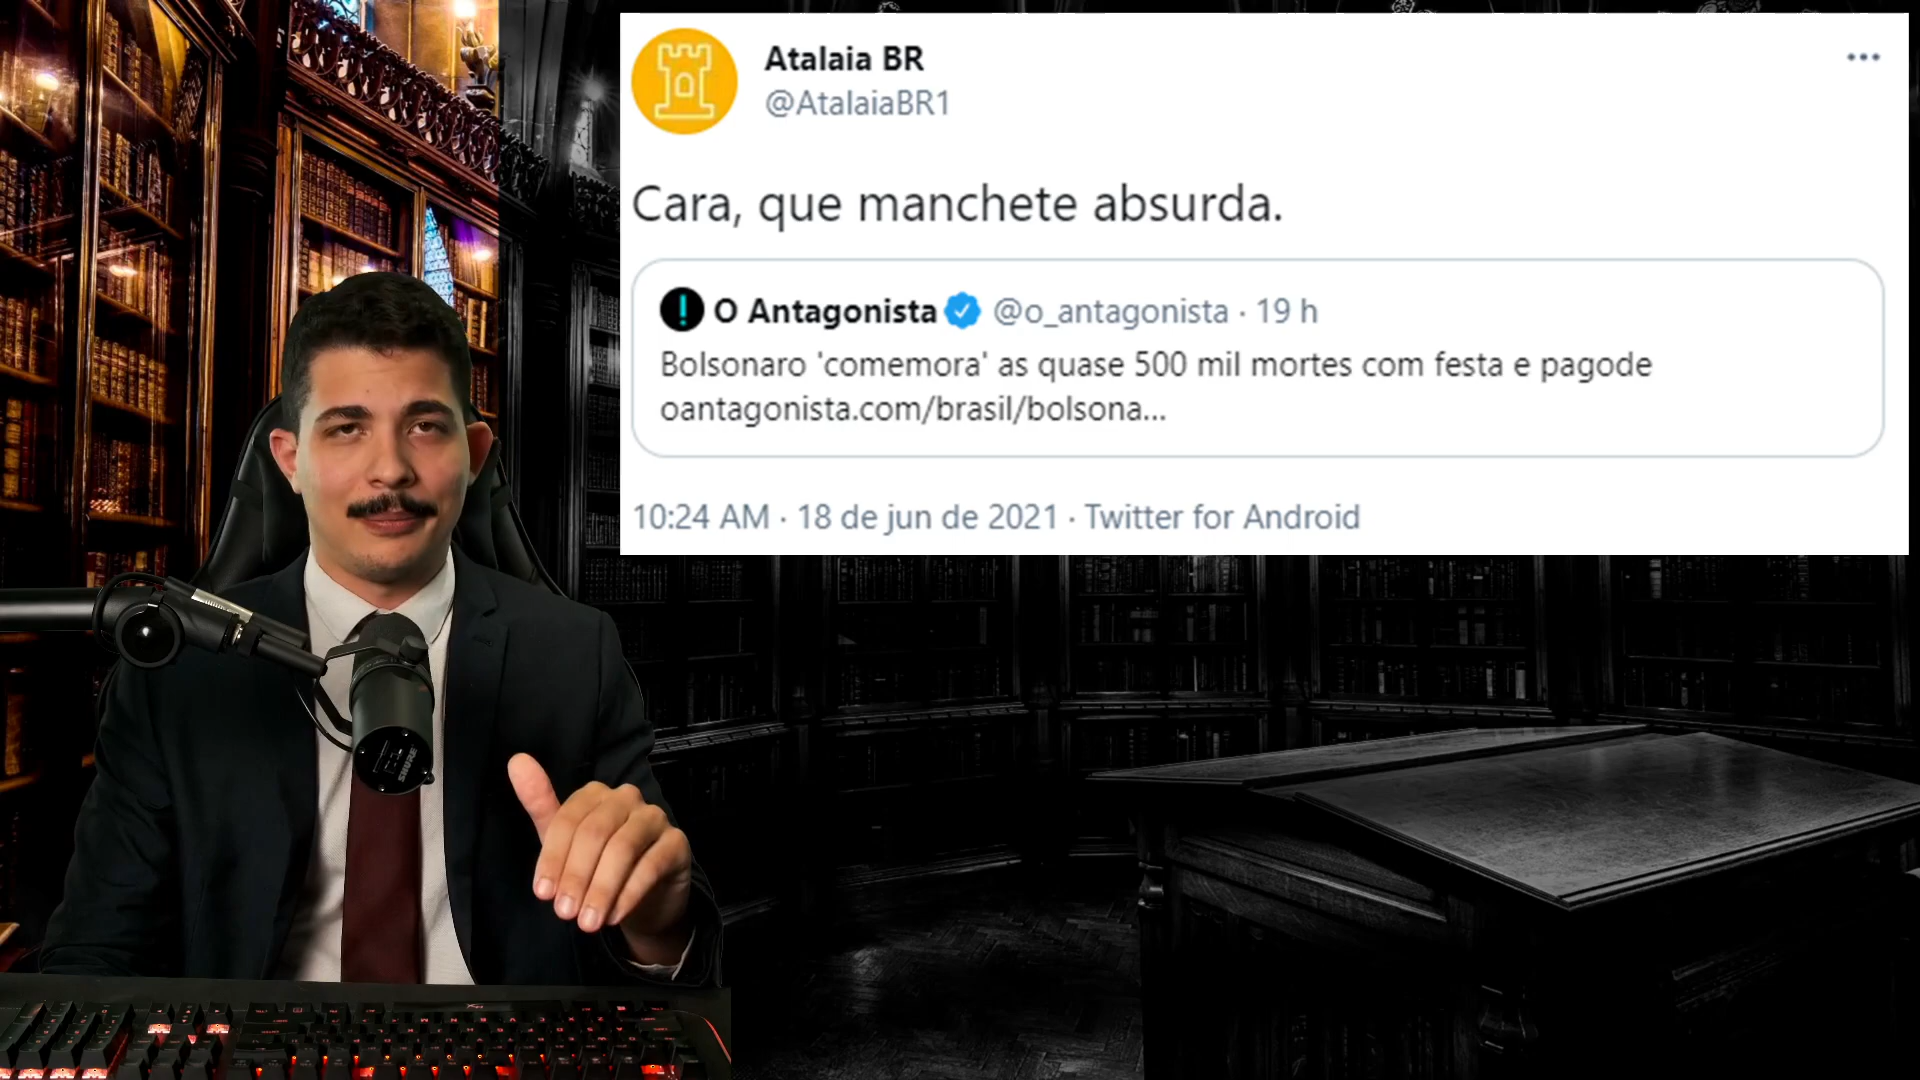 Atalaia BR
@AtalaiaBR1
Cara, que manchete absurda.
O Antagonista @o_antagonista · 19 h
Bolsonaro 'comemora' as quase 500 mil mortes com festa e pagode
oantagonista.com/brasil/bolsona...
10:24 AM · 18 de jun de 2021 · Twitter for Android
SHURE